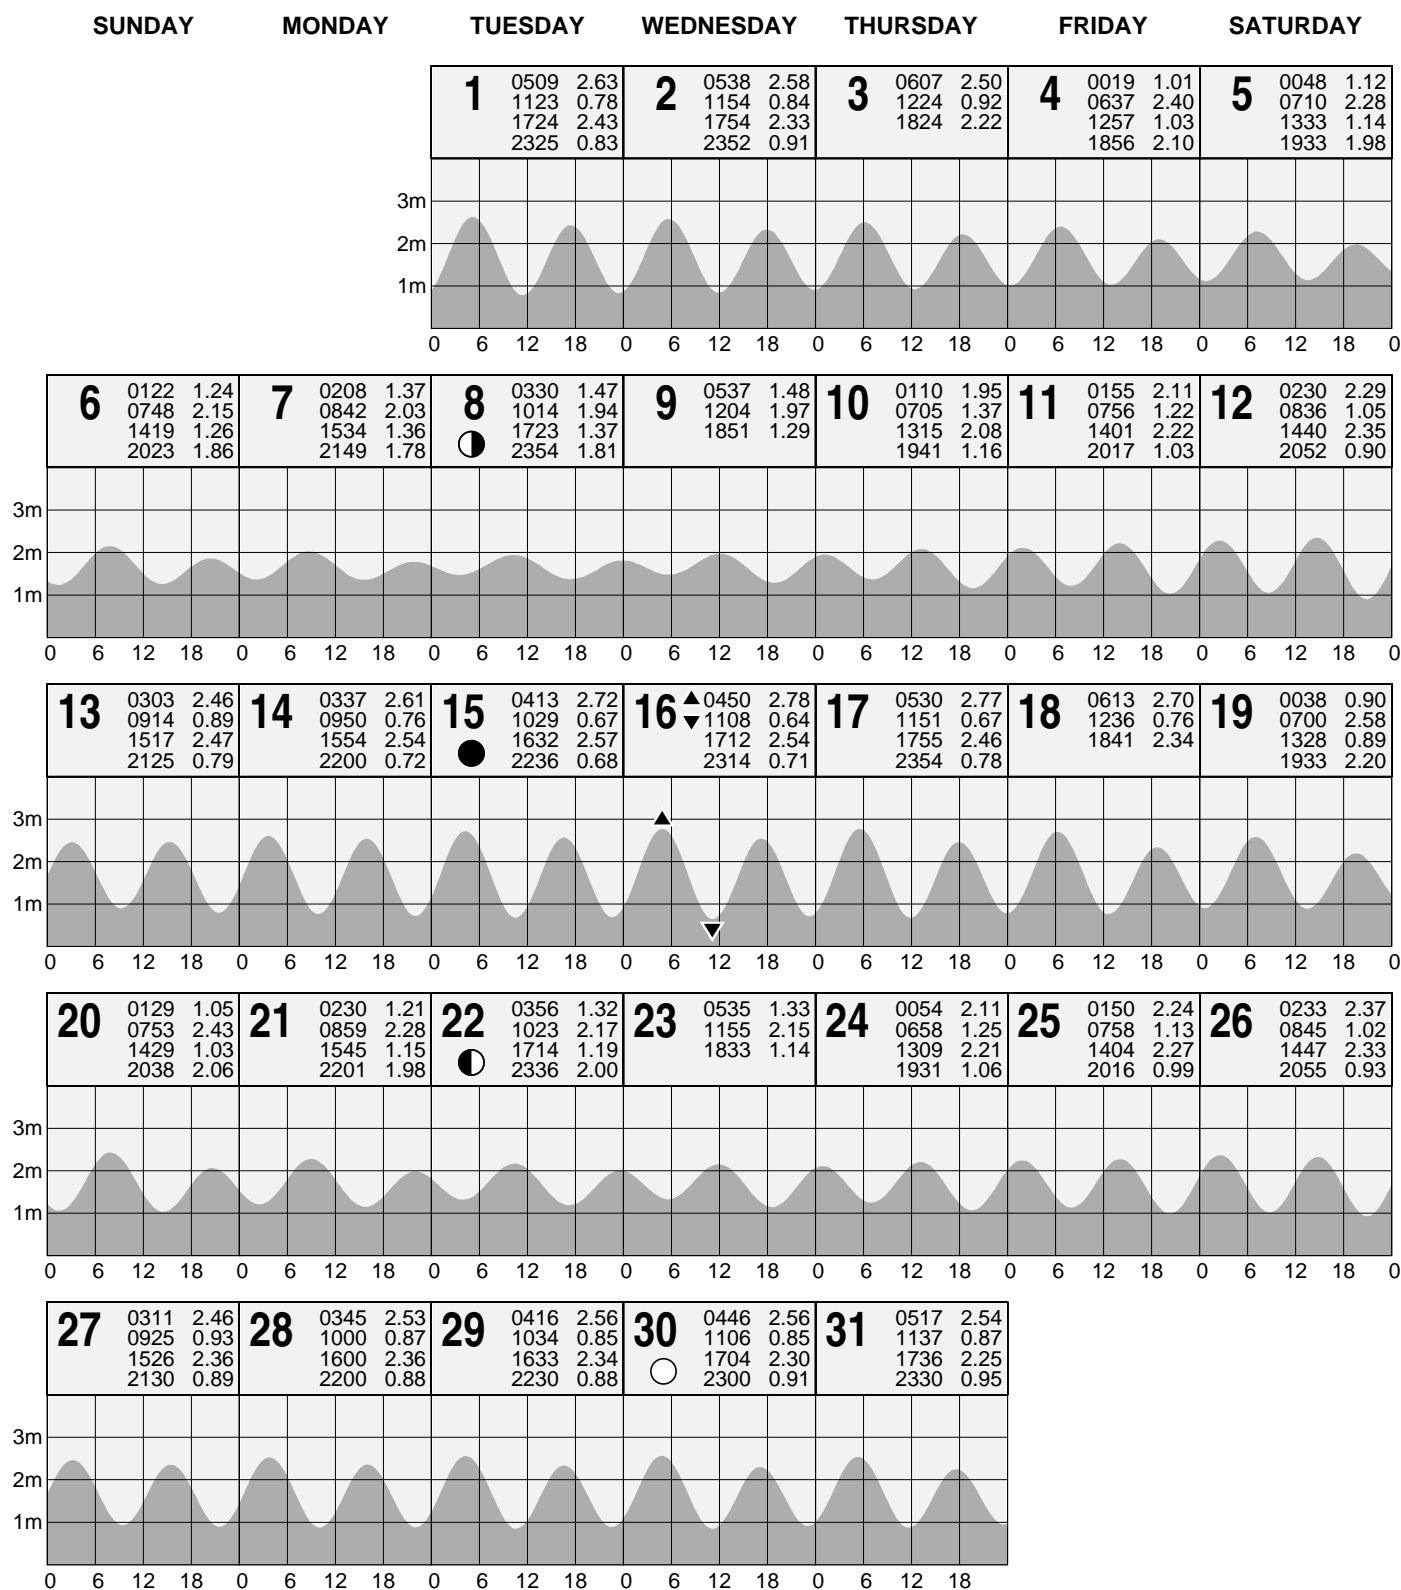 SUNDAY MONDAY TUESDAY WEDNESDAY THURSDAY FRIDAY SATURDAY
1 0509 2.63 2 0538 2.58 3 0607 2.50 4 0019 1.01 5 0048 1.12
1123 0.78 1154 0.84 1224 0.92 0637 2.40 0710 2.28
1724 2.43 1754 2.33 1824 2.22 1257 1.03 1333 1.14
2325 0.83 2352 0.91 1856 2.10 1933 1.98
3m
2m
1m
0 6 12 18 0 6 12 18 0 6 12 18 0 6 12 18 0 6 12 18 0
6 0122 1.24 7 0208 1.37 8 0330 1.47 9 0537 1.48 10 0110 1.95 11 0155 2.11 12 0230 2.29
0748 2.15 0842 2.03 1014 1.94 1204 1.97 0705 1.37 0756 1.22 0836 1.05
1419 1.26 1534 1.36 1723 1.37 1851 1.29 1315 2.08 1401 2.22 1440 2.35
2023 1.86 2149 1.78 2354 1.81 1941 1.16 2017 1.03 2052 0.90
3m
2m
1m
0 6 12 18 0 6 12 18 0 6 12 18 0 6 12 18 0 6 12 18 0 6 12 18 0 6 12 18 0
13 0303 2.46 14 0337 2.61 15 0413 2.72 16 0450 2.78 17 0530 2.77 18 0613 2.70 19 0038 0.90
0914 0.89 0950 0.76 1029 0.67 1108 0.64 1151 0.67 1236 0.76 0700 2.58
1517 2.47 1554 2.54 1632 2.57 1712 2.54 1755 2.46 1841 2.34 1328 0.89
2125 0.79 2200 0.72 2236 0.68 2314 0.71 2354 0.78 1933 2.20
3m
2m
1m
0 6 12 18 0 6 12 18 0 6 12 18 0 6 12 18 0 6 12 18 0 6 12 18 0 6 12 18 0
20 0129 1.05 21 0230 1.21 22 0356 1.32 23 0535 1.33 24 0054 2.11 25 0150 2.24 26 0233 2.37
0753 2.43 0859 2.28 1023 2.17 1155 2.15 0658 1.25 0758 1.13 0845 1.02
1429 1.03 1545 1.15 1714 1.19 1833 1.14 1309 2.21 1404 2.27 1447 2.33
2038 2.06 2201 1.98 2336 2.00 1931 1.06 2016 0.99 2055 0.93
3m
2m
1m
0 6 12 18 0 6 12 18 0 6 12 18 0 6 12 18 0 6 12 18 0 6 12 18 0 6 12 18 0
27 0311 2.46 28 0345 2.53 29 0416 2.56 30 0446 2.56 31 0517 2.54
0925 0.93 1000 0.87 1034 0.85 1106 0.85 1137 0.87
1526 2.36 1600 2.36 1633 2.34 1704 2.30 1736 2.25
2130 0.89 2200 0.88 2230 0.88 2300 0.91 2330 0.95
3m
2m
1m
0 6 12 18 0 6 12 18 0 6 12 18 0 6 12 18 0 6 12 18